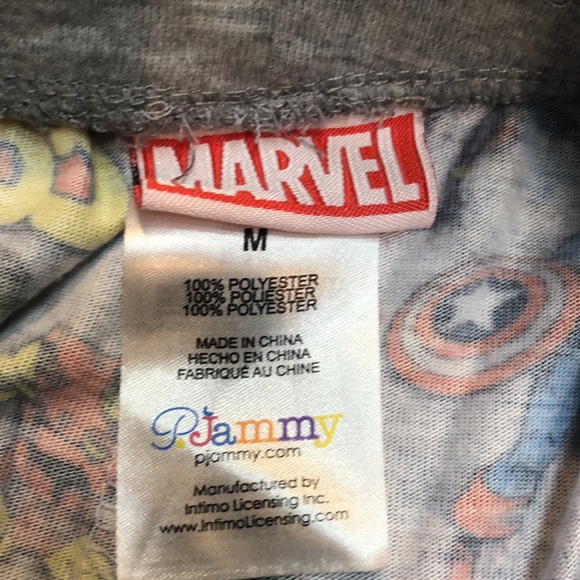 MARVEL
M
100% POLYESTER
100% POLIESTER
100% POLYESTER
MADE IN CHINA
HECHO EN CHINA
FABRIQUÉ AU CHINE
PJammy
pjammy.com
Manufactured by
Intimo Licensing Inc.
www.IntimoLicensing.com